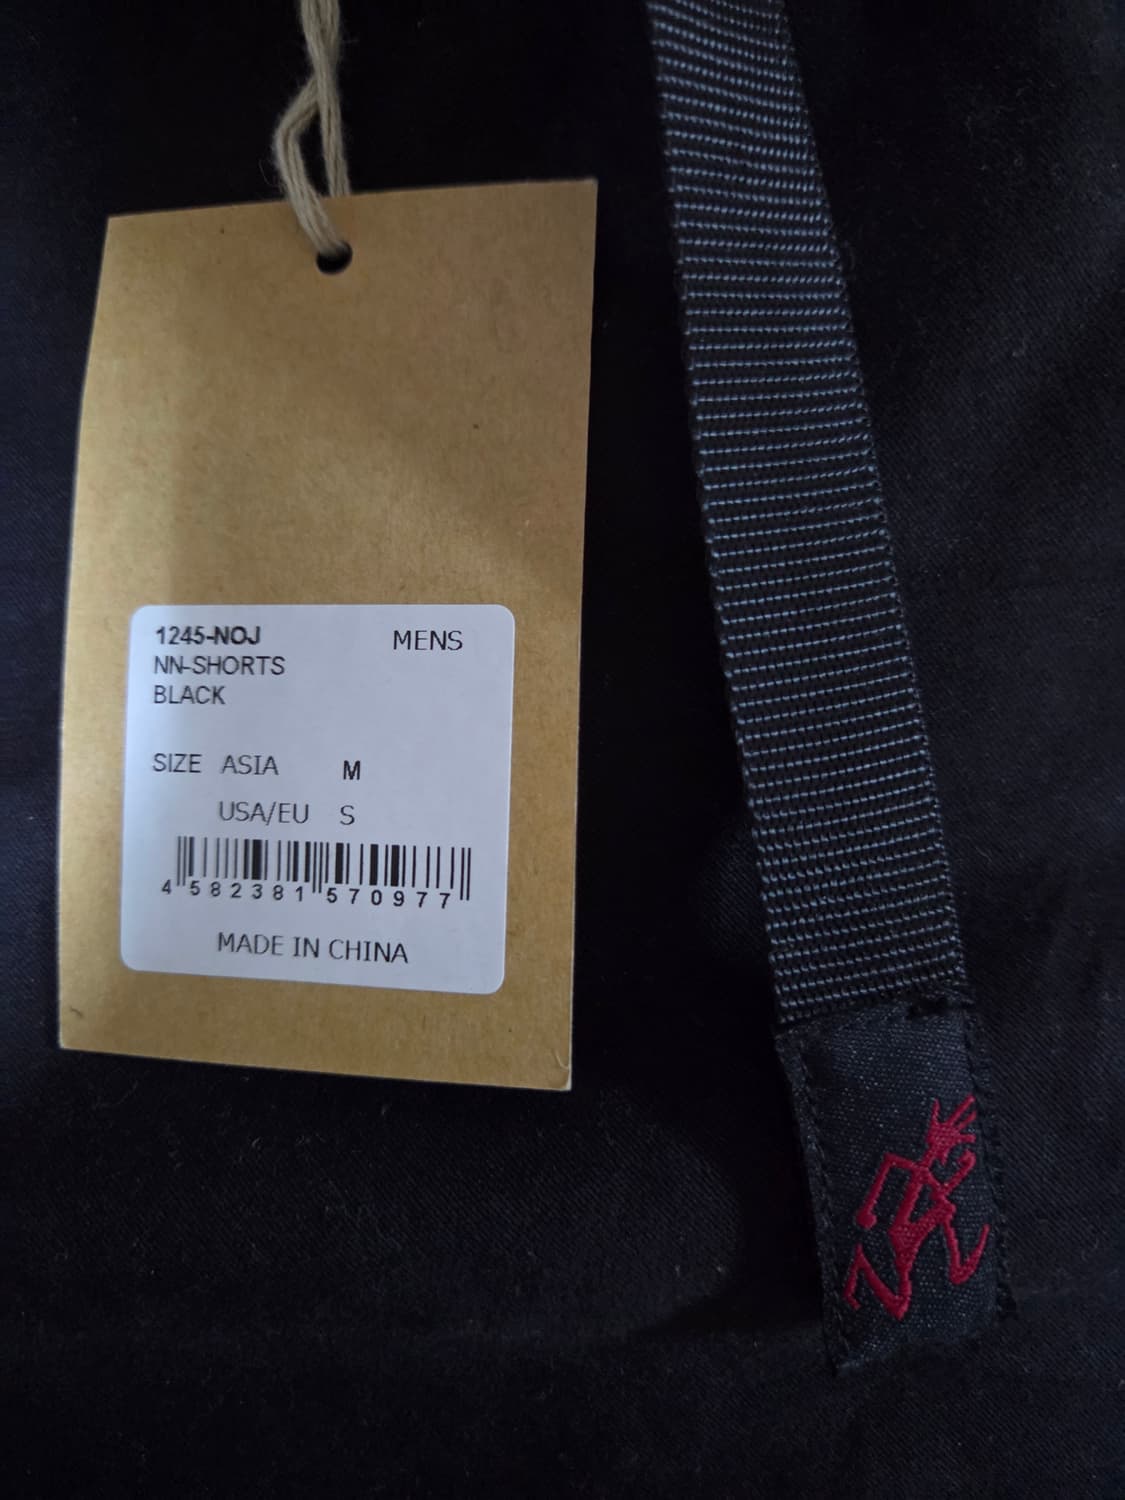 1245-NOJ MENS
NN-SHORTS
BLACK
SIZE ASIA M
USA/EU S
4 582381 570977
MADE IN CHINA